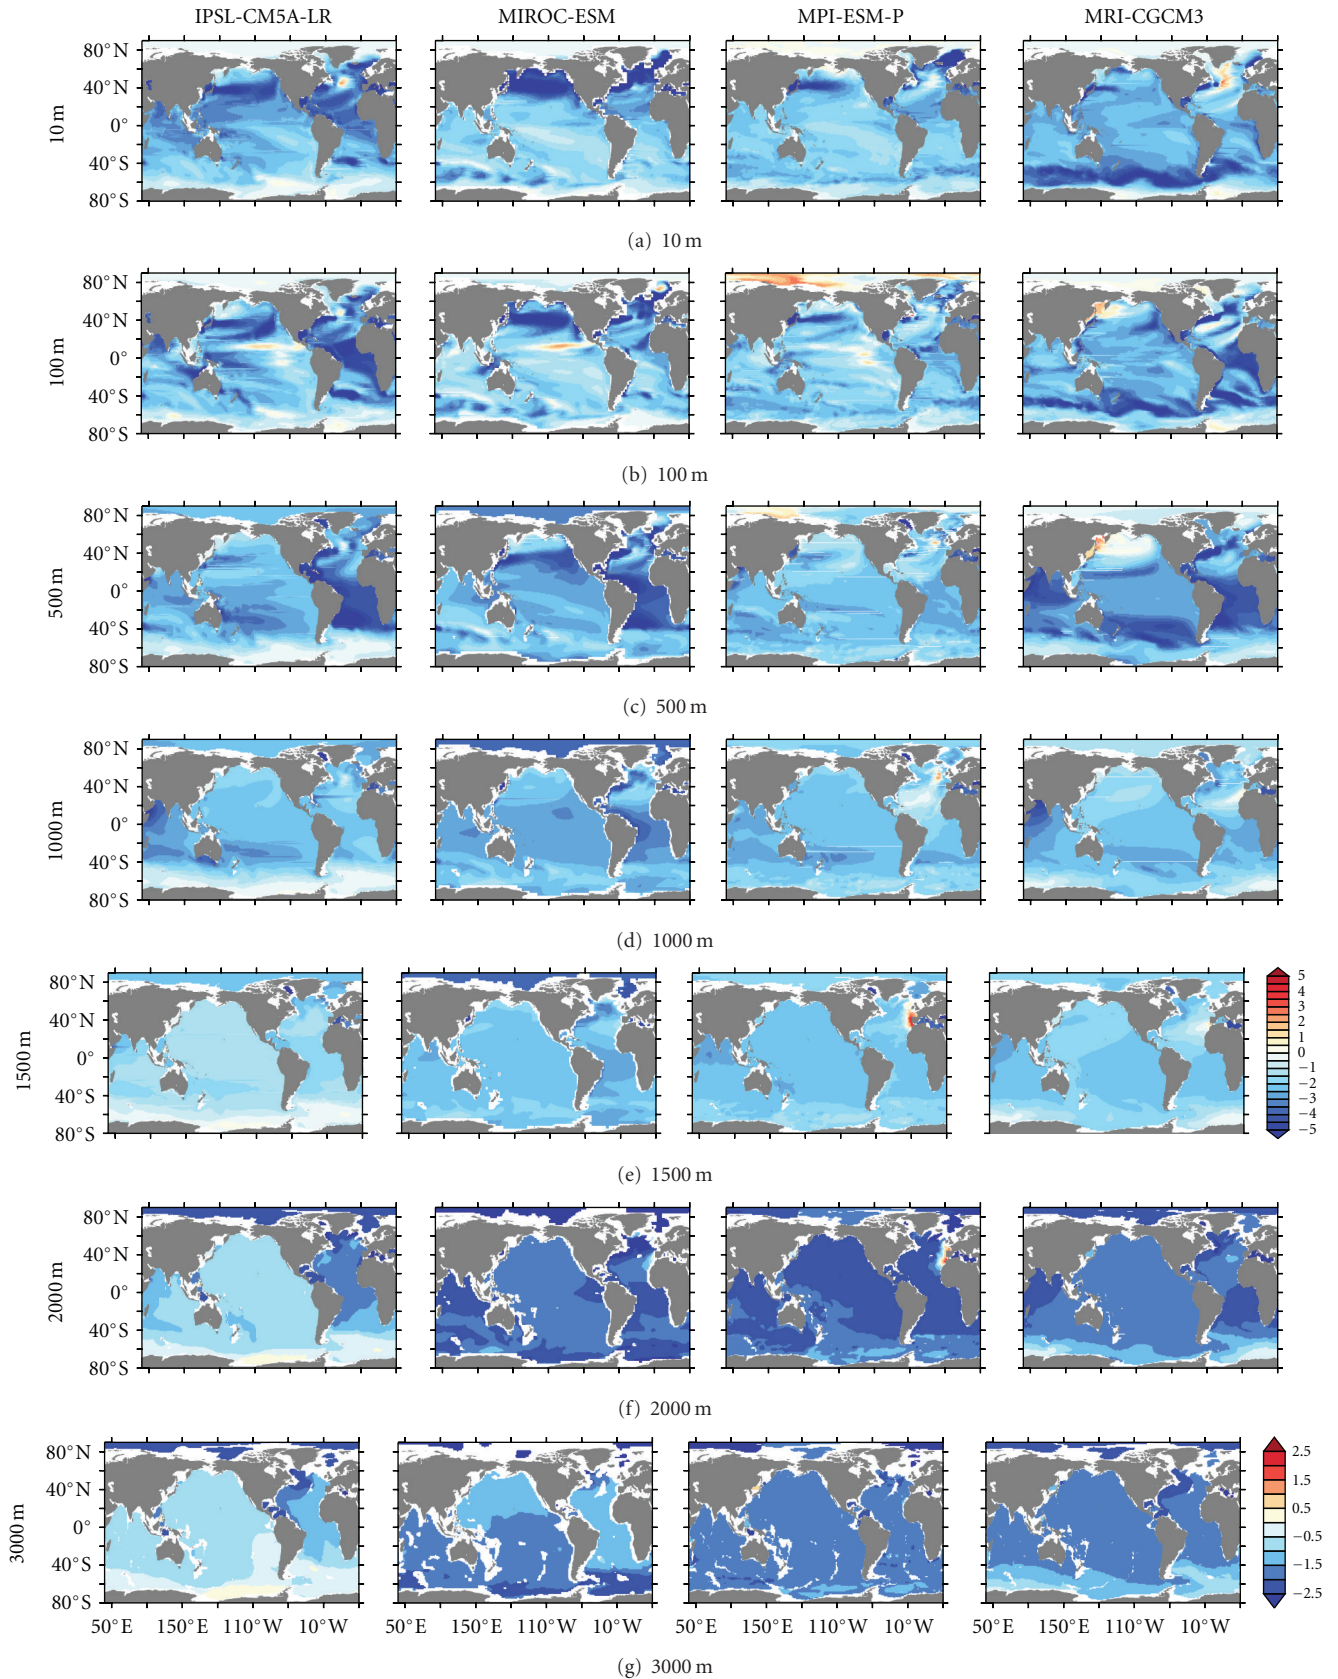 IPSL-CM5A-LR MIROC-ESM MPI-ESM-P MRI-CGCM3
80°N
40°N
0°
40°S
80°S
10 m
(a) 10 m
80°N
40°N
0°
40°S
80°S
100 m
(b) 100 m
80°N
40°N
0°
40°S
80°S
500 m
(c) 500 m
80°N
40°N
0°
40°S
80°S
1000 m
(d) 1000 m
80°N
40°N
0°
40°S
80°S
1500 m
5
4
3
2
1
0
−1
−2
−3
−4
−5
(e) 1500 m
80°N
40°N
0°
40°S
80°S
2000 m
(f) 2000 m
80°N
40°N
0°
40°S
80°S
3000 m
2.5
1.5
0.5
−0.5
−1.5
−2.5
50°E 150°E 110°W 10°W 50°E 150°E 110°W 10°W 50°E 150°E 110°W 10°W 50°E 150°E 110°W 10°W
(g) 3000 m